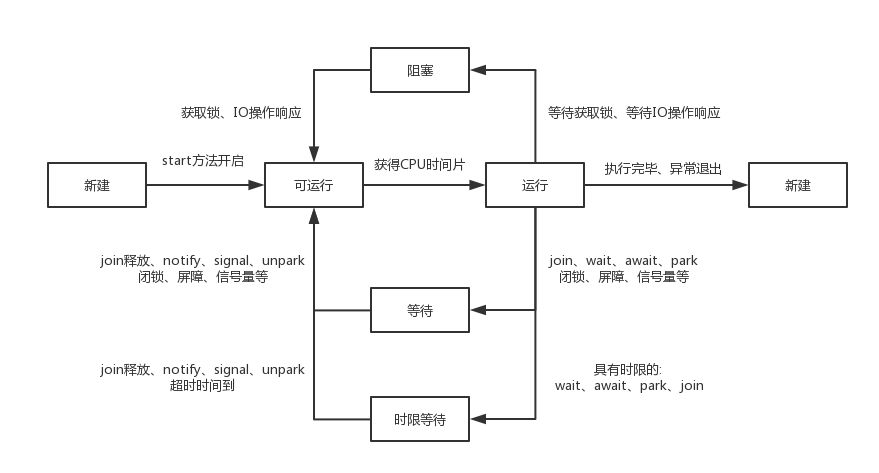 阻塞
获取锁、IO操作响应
等待获取锁、等待IO操作响应
start方法开启
获得CPU时间片
执行完毕、异常退出
新建
可运行
运行
新建
join释放、notify、signal、unpark
闭锁、屏障、信号量等
join、wait、await、park
闭锁、屏障、信号量等
等待
join释放、notify、signal、unpark
超时时间到
具有时限的:
wait、await、park、join
时限等待